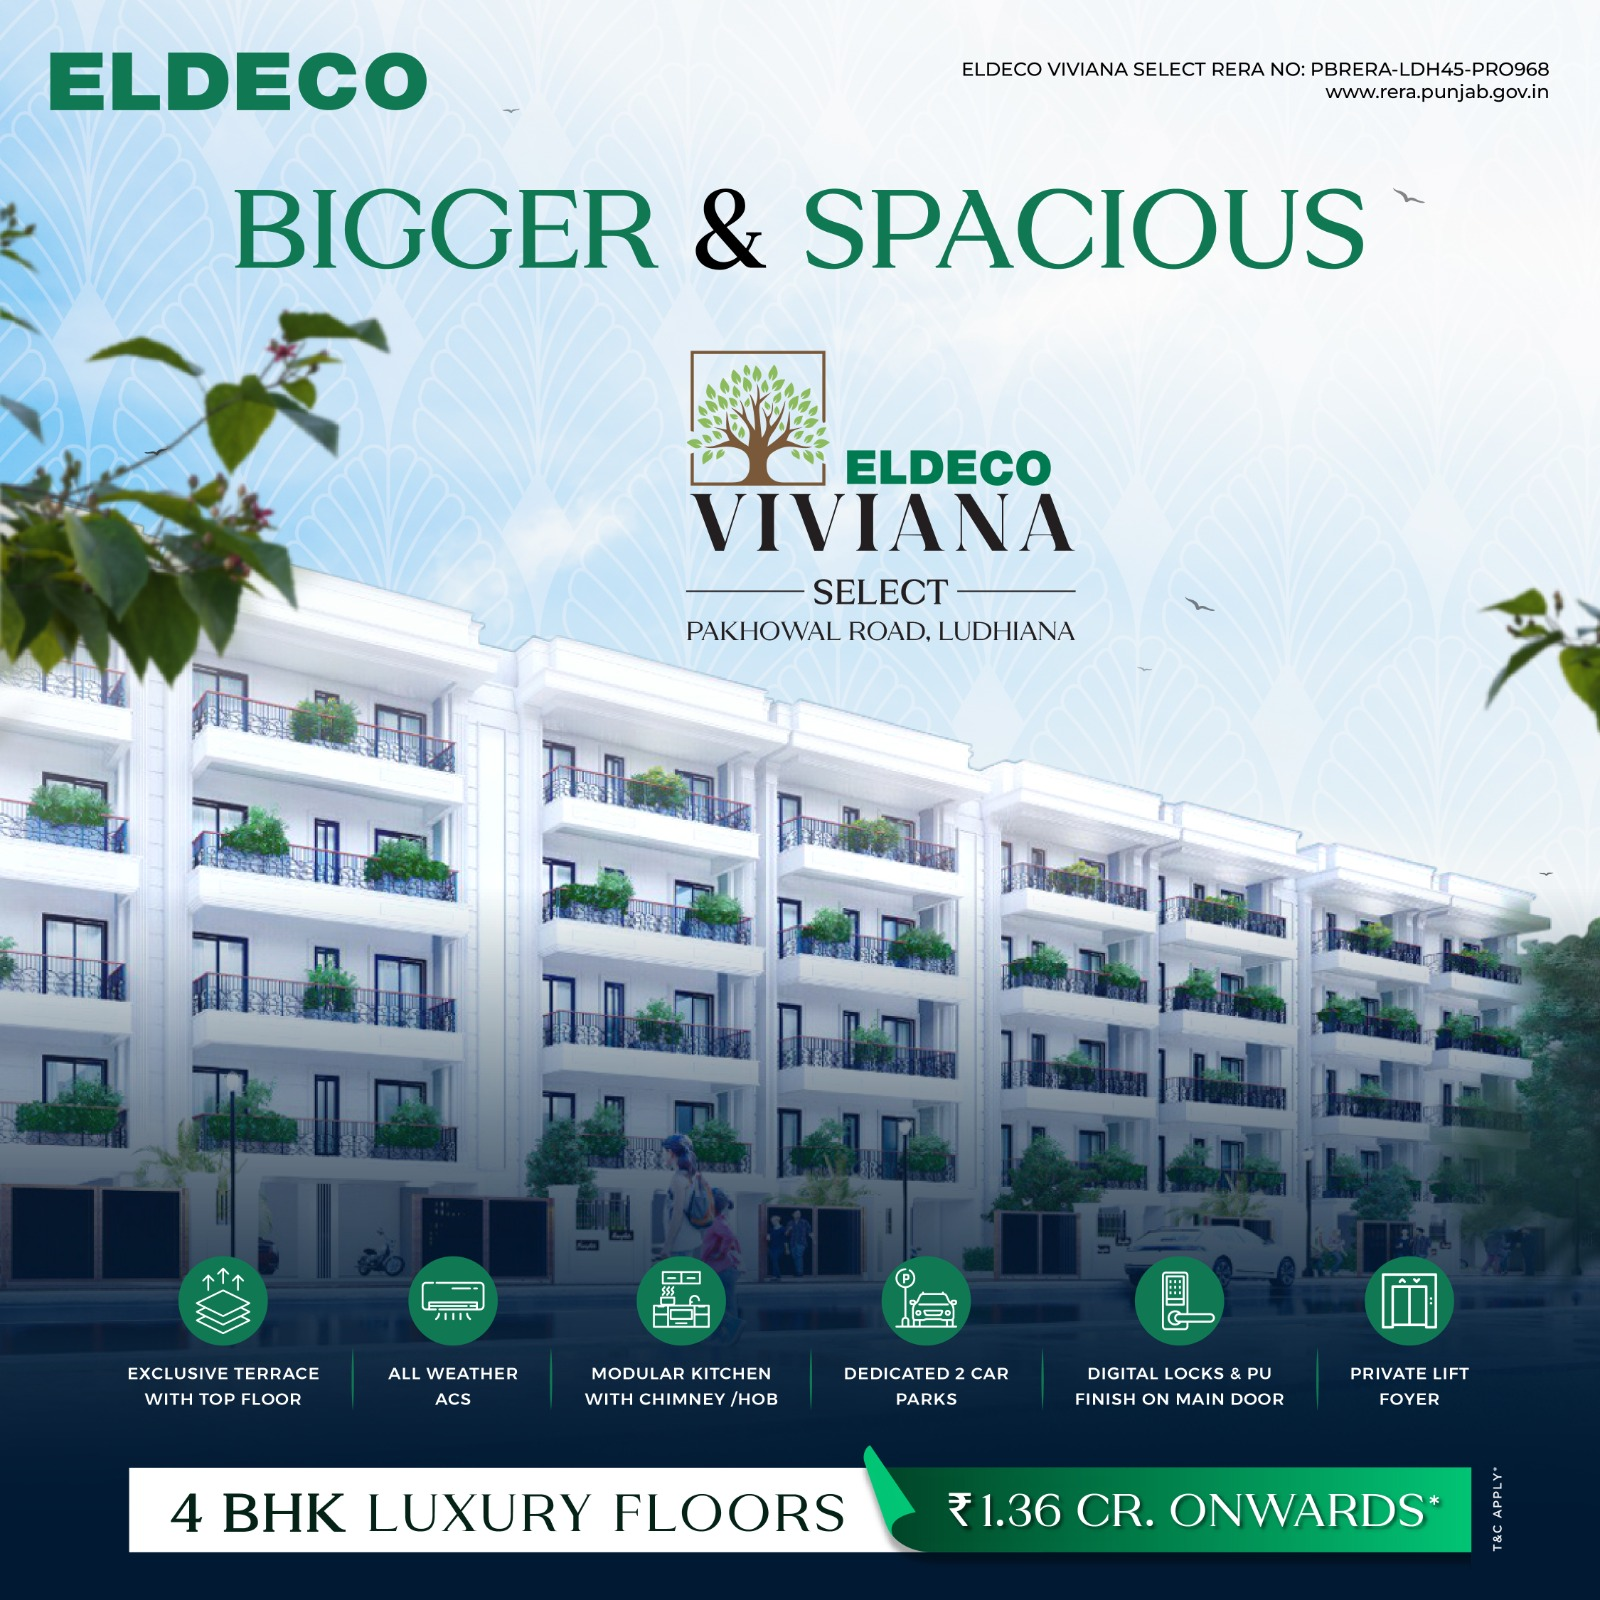 ELDECO
ELDECO VIVIANA SELECT RERA NO: PBRERA-LDH45-PRO968
www.rera.punjab.gov.in
BIGGER & SPACIOUS
ELDECO
VIVIANA
SELECT
PAKHOWAL ROAD, LUDHIANA
P
EXCLUSIVE TERRACE
WITH TOP FLOOR
ALL WEATHER
ACS
MODULAR KITCHEN
WITH CHIMNEY /HOB
DEDICATED 2 CAR
PARKS
DIGITAL LOCKS & PU
FINISH ON MAIN DOOR
PRIVATE LIFT
FOYER
4 BHK LUXURY FLOORS
₹1.36 CR. ONWARDS*
T&C APPLY*